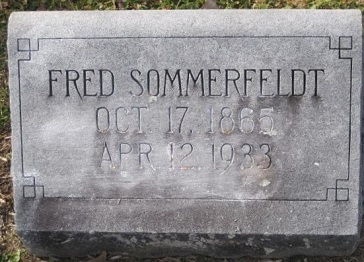 FRED SOMMERFELDT
OCT 17, 1865
APR 12, 1933